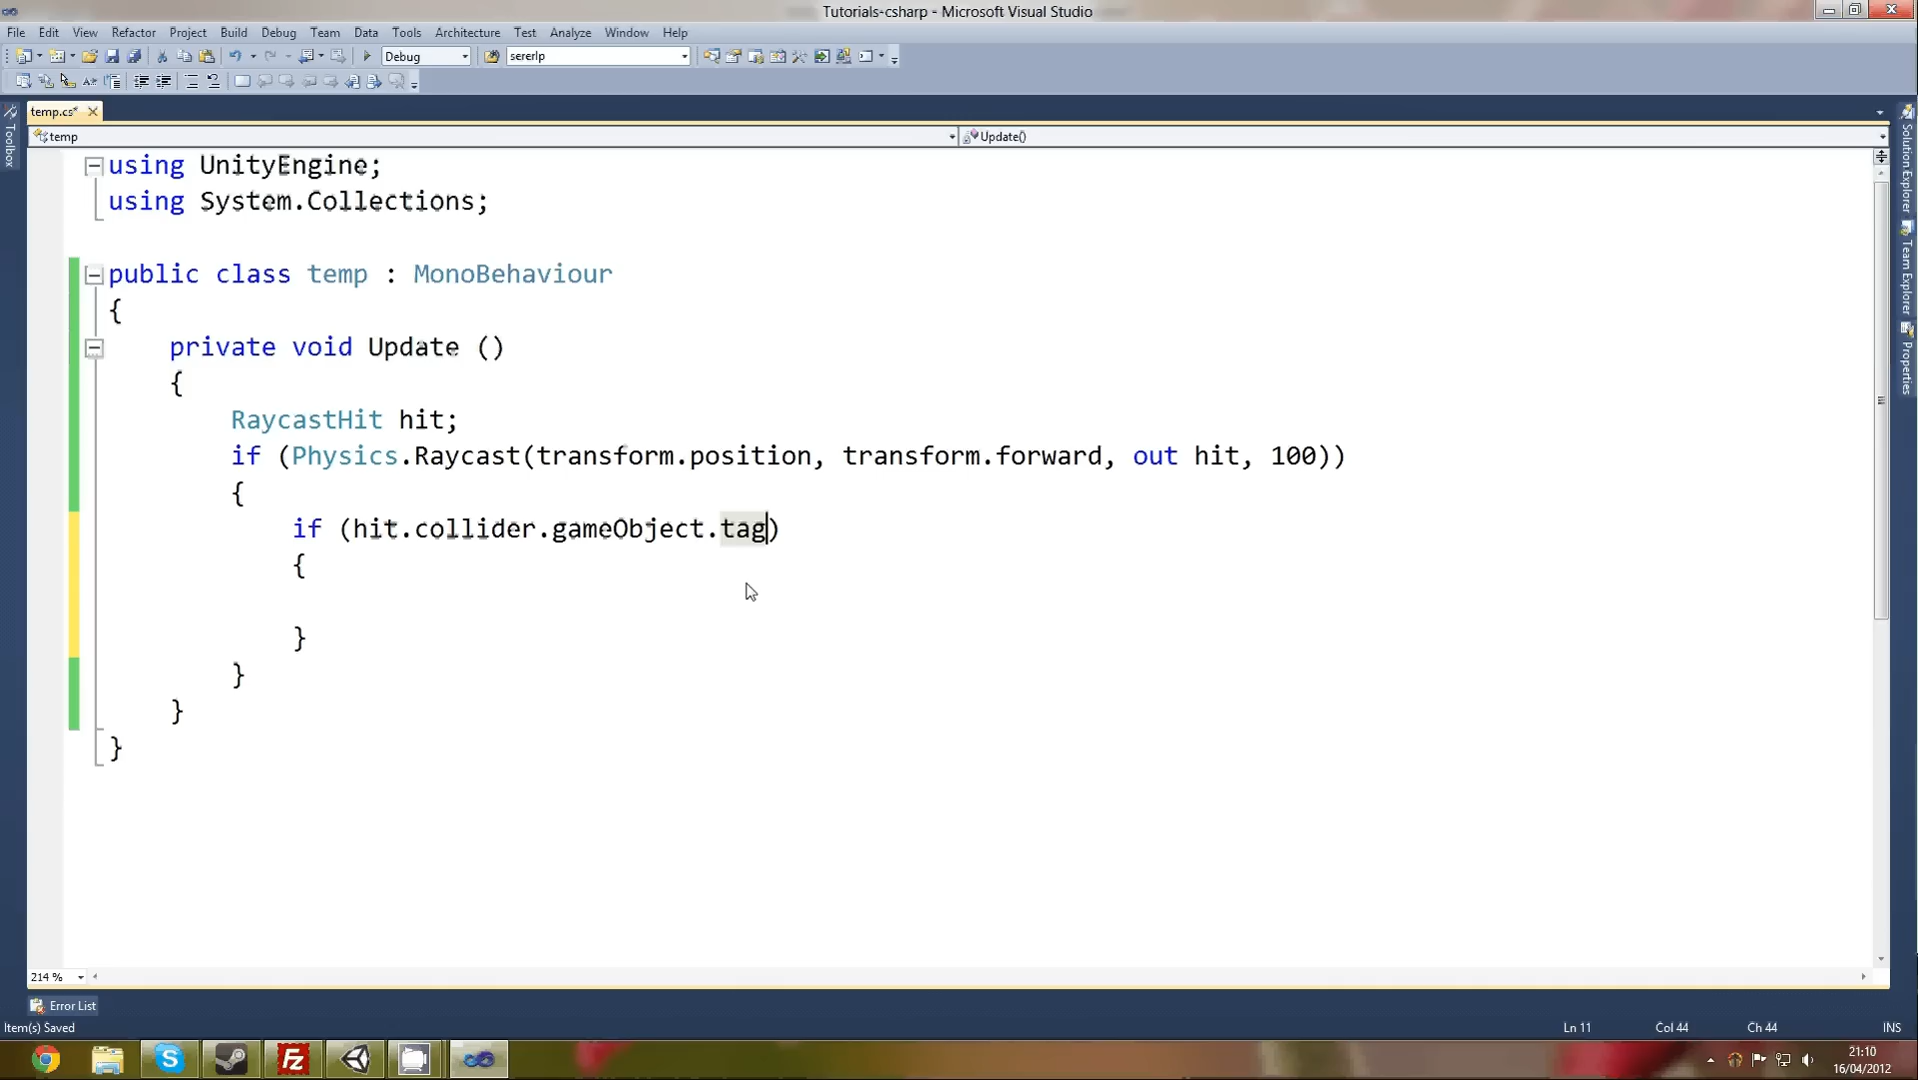 Tutorials-csharp - Microsoft Visual Studio
File Edit View Refactor Project Build Debug Team Data Tools Architecture Test Analyze Window Help
Debug sererlp
temp.cs*
temp Update()
Toolbox
Solution Explorer
Team Explorer
Properties
using UnityEngine;
using System.Collections;
public class temp : MonoBehaviour
{
private void Update ()
{
RaycastHit hit;
if (Physics.Raycast(transform.position, transform.forward, out hit, 100))
{
if (hit.collider.gameObject.tag)
{
}
}
}
}
214 %
Error List
Item(s) Saved Ln 11 Col 44 Ch 44 INS
21:10
16/04/2012